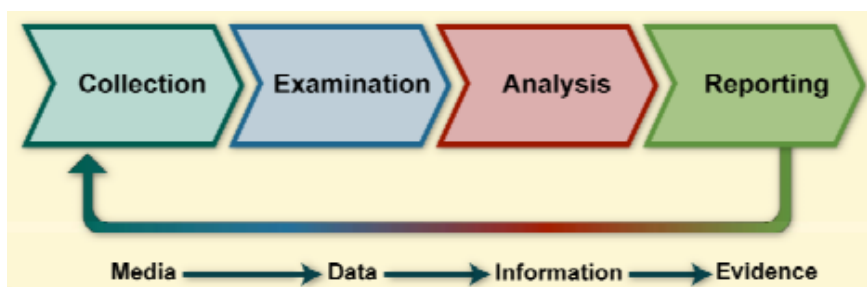 Collection Examination Analysis Reporting
Media Data Information Evidence